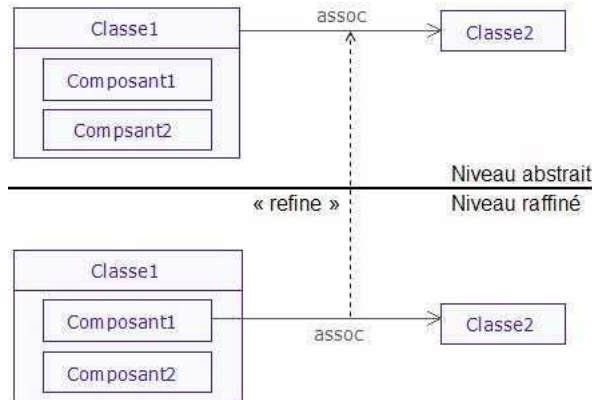 Classe1
assoc
Classe2
Composant1
Compsant2
Niveau abstrait
« refine »
Niveau raffiné
Classe1
Composant1
assoc
Classe2
Composant2